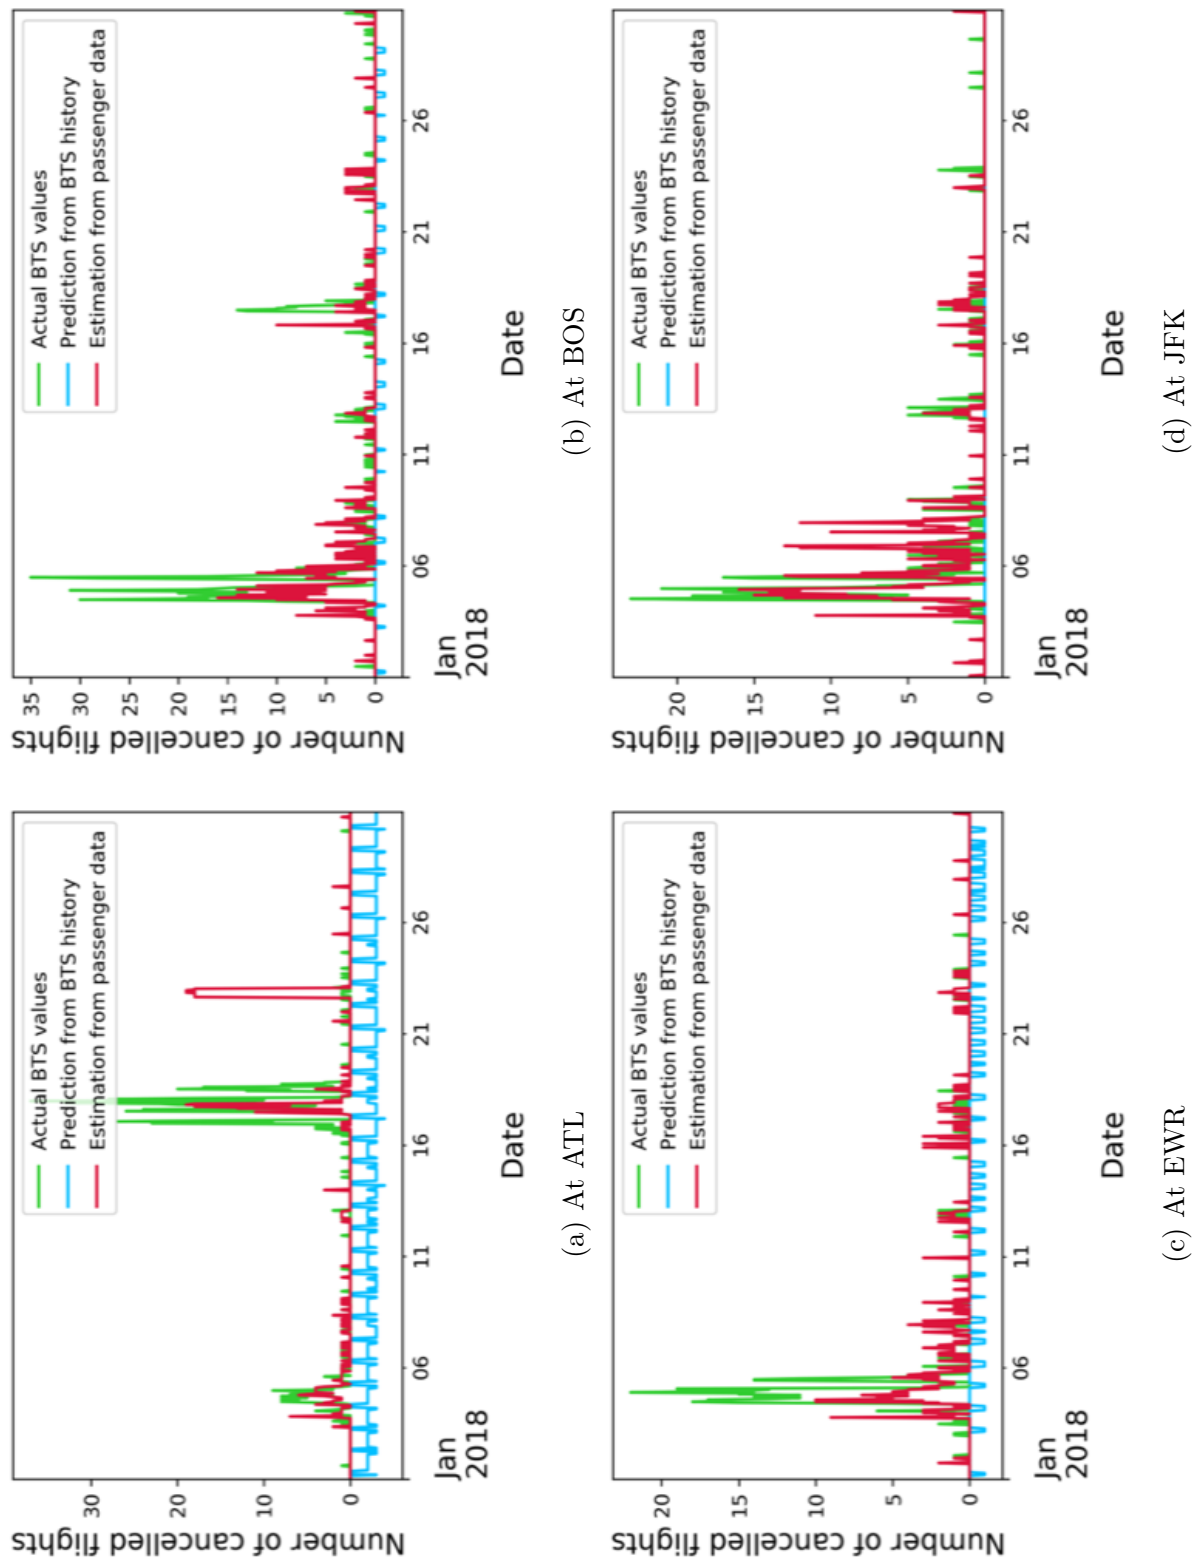 Number of cancelled flights
30
20
10
0
Actual BTS values
Prediction from BTS history
Estimation from passenger data
Jan
2018
06
11
16
21
26
Date
(a) At ATL
Number of cancelled flights
35
30
25
20
15
10
5
0
Actual BTS values
Prediction from BTS history
Estimation from passenger data
Jan
2018
06
11
16
21
26
Date
(b) At BOS
Number of cancelled flights
20
15
10
5
0
Actual BTS values
Prediction from BTS history
Estimation from passenger data
Jan
2018
06
11
16
21
26
Date
(c) At EWR
Number of cancelled flights
20
15
10
5
0
Actual BTS values
Prediction from BTS history
Estimation from passenger data
Jan
2018
06
11
16
21
26
Date
(d) At JFK